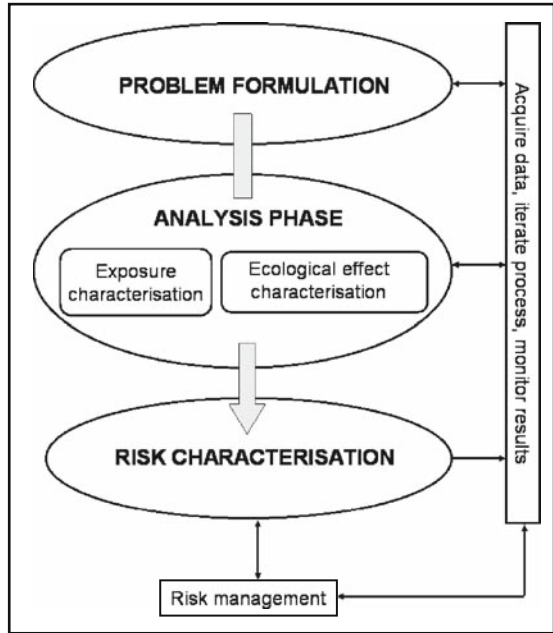 PROBLEM FORMULATION
ANALYSIS PHASE
Exposure
characterisation
Ecological effect
characterisation
RISK CHARACTERISATION
Risk management
Acquire data, iterate process, monitor results